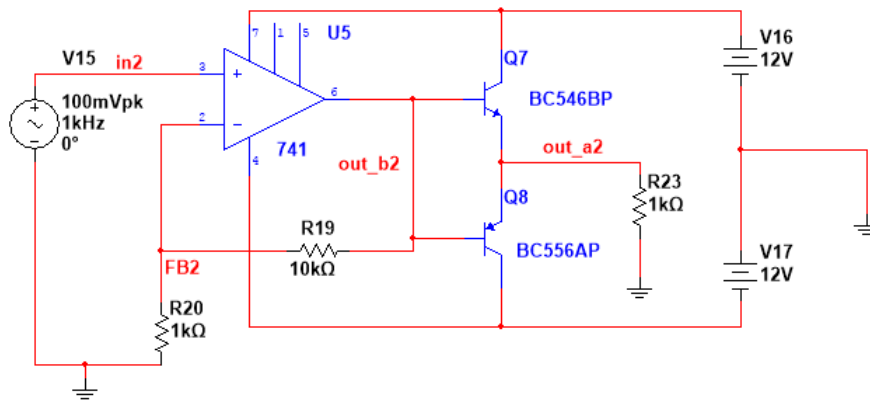 V15
in2
100mVpk
1kHz
0°
3
2
7
1
5
U5
6
4
741
out_b2
R19
10kΩ
FB2
R20
1kΩ
Q7
BC546BP
out_a2
Q8
BC556AP
R23
1kΩ
V16
12V
V17
12V